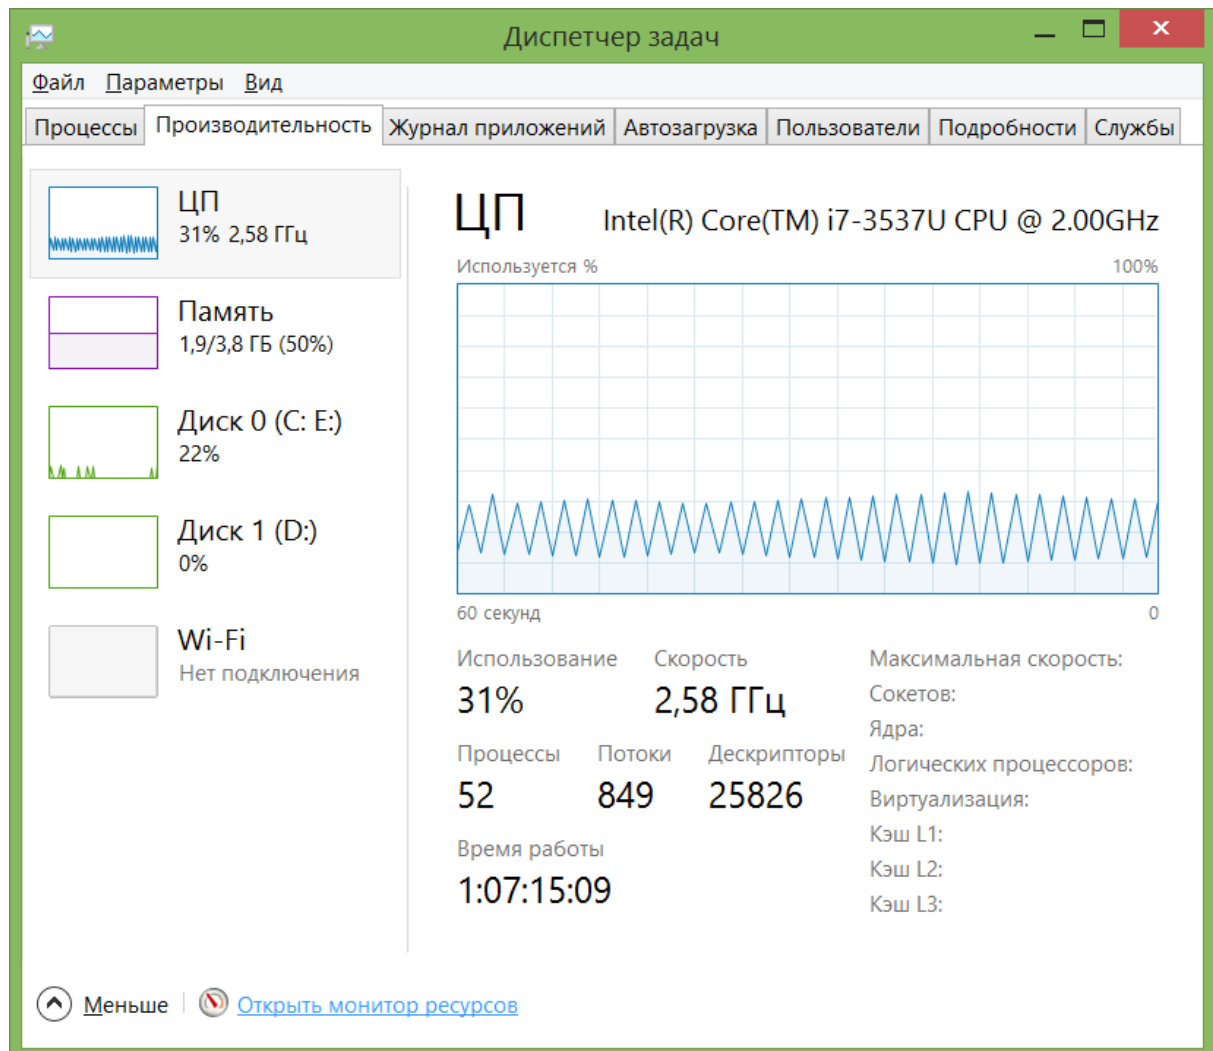 Диспетчер задач
Файл Параметры Вид
Процессы Производительность Журнал приложений Автозагрузка Пользователи Подробности Службы
ЦП
31% 2,58 ГГц
Память
1,9/3,8 ГБ (50%)
Диск 0 (C: E:)
22%
Диск 1 (D:)
0%
Wi-Fi
Нет подключения
ЦП Intel(R) Core(TM) i7-3537U CPU @ 2.00GHz
Используется % 100%
60 секунд 0
Использование Скорость
31% 2,58 ГГц
Процессы Потоки Дескрипторы
52 849 25826
Время работы
1:07:15:09
Максимальная скорость:
Сокетов:
Ядра:
Логических процессоров:
Виртуализация:
Кэш L1:
Кэш L2:
Кэш L3:
Меньше Открыть монитор ресурсов